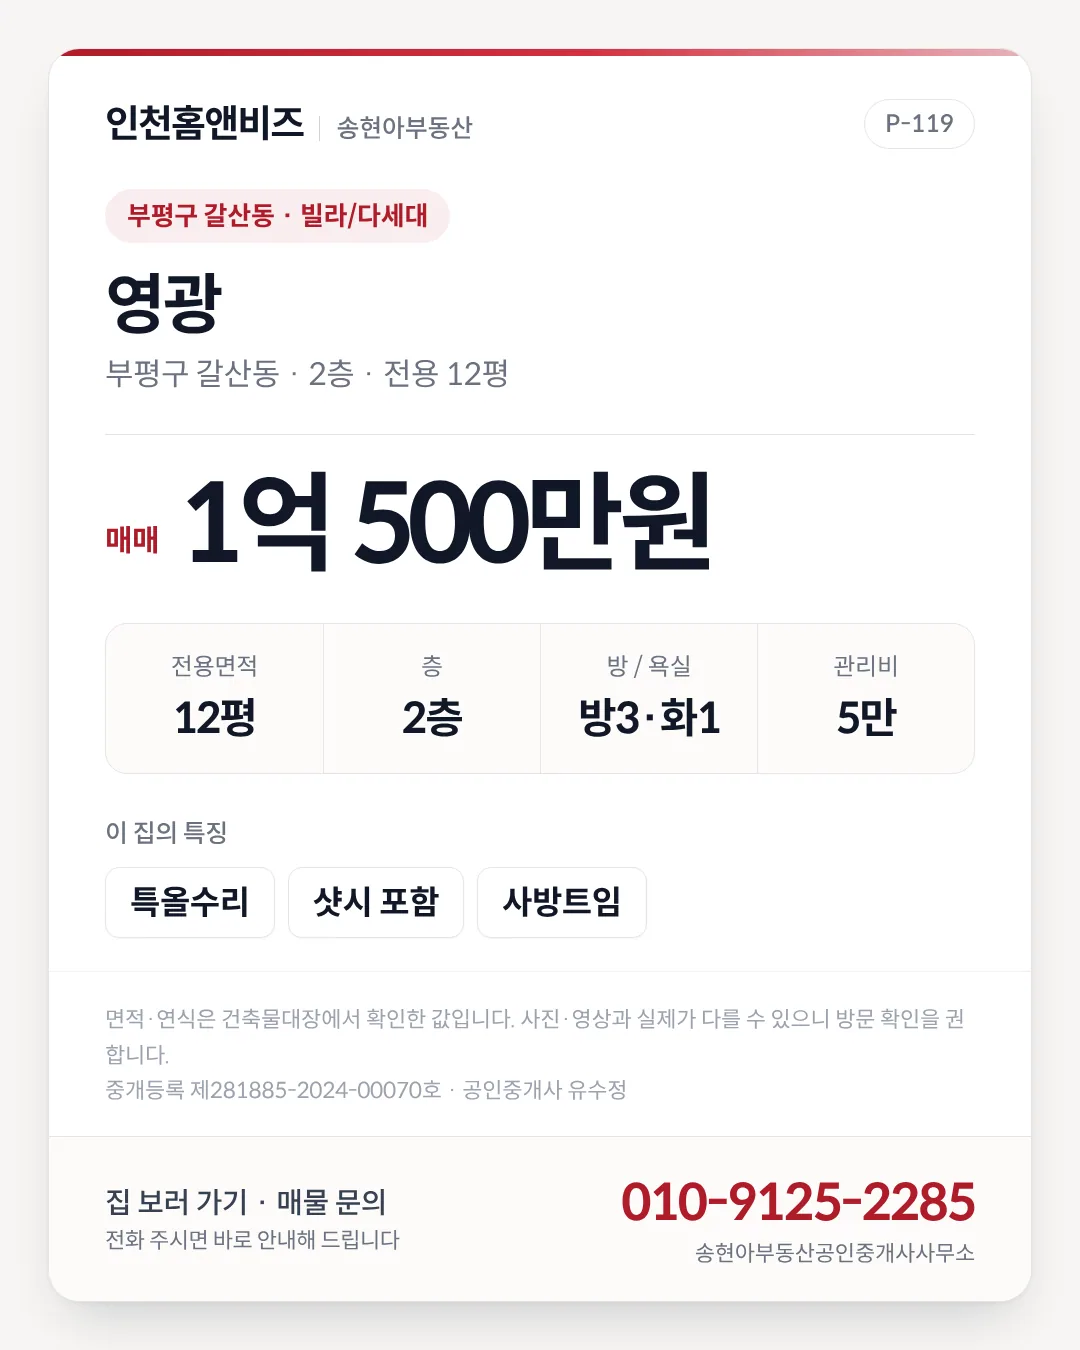 인천홈앤비즈 송현아부동산 P-119
부평구 갈산동 · 빌라/다세대
영광
부평구 갈산동 · 2층 · 전용 12평
매매 1억 500만원
전용면적 층 방 / 욕실 관리비
12평 2층 방3·화1 5만
이 집의 특징
특올수리 샷시 포함 사방트임
면적·연식은 건축물대장에서 확인한 값입니다. 사진·영상과 실제가 다를 수 있으니 방문 확인을 권
합니다.
중개등록 제281885-2024-00070호 · 공인중개사 유수정
집 보러 가기 · 매물 문의 010-9125-2285
전화 주시면 바로 안내해 드립니다 송현아부동산공인중개사사무소